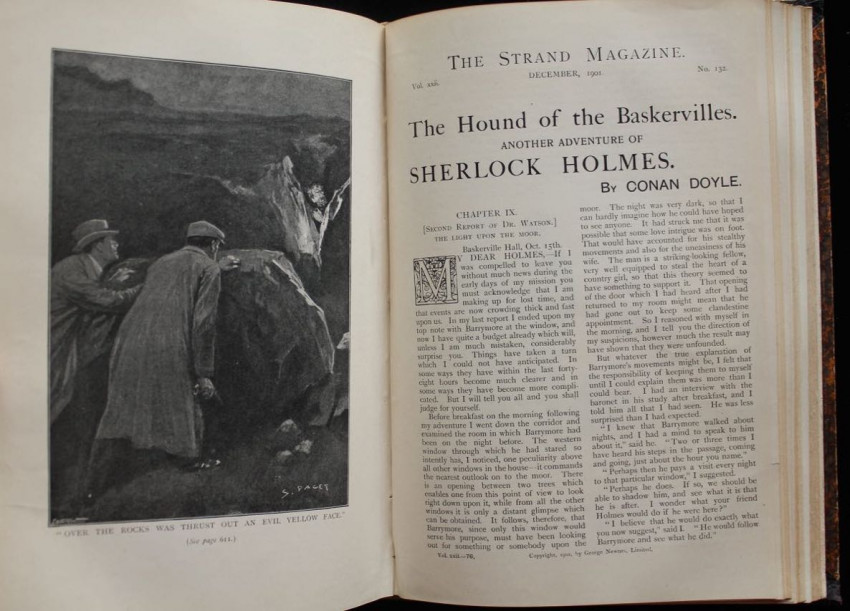 S. PAGET
"OVER THE ROCKS WAS THRUST OUT AN EVIL YELLOW FACE."
(See page 611.)
THE STRAND MAGAZINE.
Vol. xxii.
DECEMBER, 1901.
No. 132.
The Hound of the Baskervilles.
ANOTHER ADVENTURE OF
SHERLOCK HOLMES.
BY CONAN DOYLE.
CHAPTER IX.
[SECOND REPORT OF DR. WATSON.]
THE LIGHT UPON THE MOOR.
Baskerville Hall, Oct. 15th.
MY DEAR HOLMES,—If I
was compelled to leave you
without much news during the
early days of my mission you
must acknowledge that I am
making up for lost time, and
that events are now crowding thick and fast
upon us. In my last report I ended upon my
top note with Barrymore at the window, and
now I have quite a budget already which will,
unless I am much mistaken, considerably
surprise you. Things have taken a turn
which I could not have anticipated. In
some ways they have within the last forty-
eight hours become much clearer and in
some ways they have become more compli-
cated. But I will tell you all and you shall
judge for yourself.
Before breakfast on the morning following
my adventure I went down the corridor and
examined the room in which Barrymore had
been on the night before. The western
window through which he had stared so
intently has, I noticed, one peculiarity above
all other windows in the house—it commands
the nearest outlook on to the moor. There
is an opening between two trees which
enables one from this point of view to look
right down upon it, while from all the other
windows it is only a distant glimpse which
can be obtained. It follows, therefore, that
Barrymore, since only this window would
serve his purpose, must have been looking
out for something or somebody upon the
Vol. xxii.—76.
moor. The night was very dark, so that I
can hardly imagine how he could have hoped
to see anyone. It had struck me that it was
possible that some love intrigue was on foot.
That would have accounted for his stealthy
movements and also for the uneasiness of his
wife. The man is a striking-looking fellow,
very well equipped to steal the heart of a
country girl, so that this theory seemed to
have something to support it. That opening
of the door which I had heard after I had
returned to my room might mean that he
had gone out to keep some clandestine
appointment. So I reasoned with myself in
the morning, and I tell you the direction of
my suspicions, however much the result may
have shown that they were unfounded.
But whatever the true explanation of
Barrymore's movements might be, I felt that
the responsibility of keeping them to myself
until I could explain them was more than I
could bear. I had an interview with the
baronet in his study after breakfast, and I
told him all that I had seen. He was less
surprised than I had expected.
"I knew that Barrymore walked about
nights, and I had a mind to speak to him
about it," said he. "Two or three times I
have heard his steps in the passage, coming
and going, just about the hour you name."
"Perhaps then he pays a visit every night
to that particular window," I suggested.
"Perhaps he does. If so, we should be
able to shadow him, and see what it is that
he is after. I wonder what your friend
Holmes would do if he were here?"
"I believe that he would do exactly what
you now suggest," said I. "He would follow
Barrymore and see what he did."
Copyright, 1901, by George Newnes, Limited.